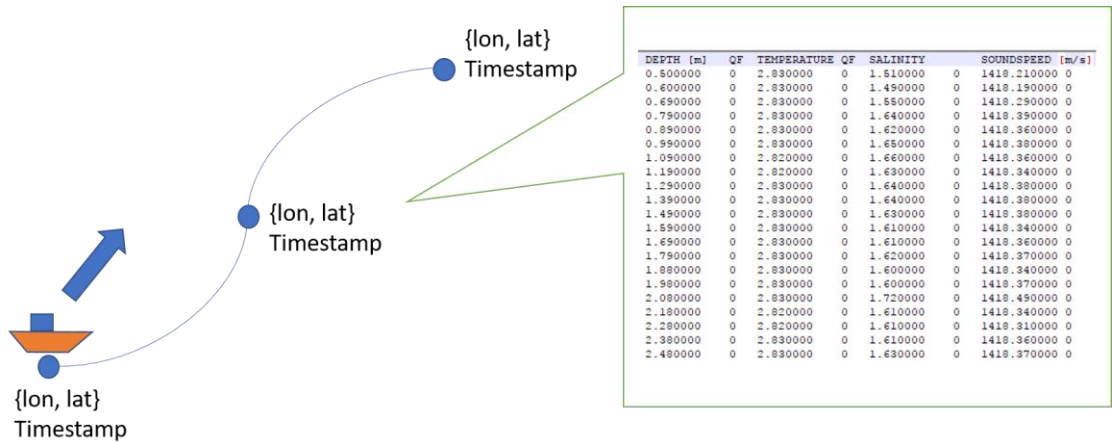 {lon, lat}
Timestamp
{lon, lat}
Timestamp
{lon, lat}
Timestamp
DEPTH [m] QF TEMPERATURE QF SALINITY SOUNDSPEED [m/s]
0.500000 0 2.830000 0 1.510000 0 1418.210000 0
0.600000 0 2.830000 0 1.490000 0 1418.190000 0
0.690000 0 2.830000 0 1.550000 0 1418.290000 0
0.790000 0 2.830000 0 1.640000 0 1418.390000 0
0.890000 0 2.830000 0 1.620000 0 1418.360000 0
0.990000 0 2.830000 0 1.650000 0 1418.380000 0
1.090000 0 2.820000 0 1.660000 0 1418.360000 0
1.190000 0 2.820000 0 1.630000 0 1418.340000 0
1.290000 0 2.830000 0 1.640000 0 1418.380000 0
1.390000 0 2.830000 0 1.640000 0 1418.380000 0
1.490000 0 2.830000 0 1.630000 0 1418.380000 0
1.590000 0 2.830000 0 1.610000 0 1418.340000 0
1.690000 0 2.830000 0 1.610000 0 1418.360000 0
1.790000 0 2.830000 0 1.620000 0 1418.370000 0
1.880000 0 2.830000 0 1.600000 0 1418.340000 0
1.980000 0 2.830000 0 1.600000 0 1418.370000 0
2.080000 0 2.830000 0 1.720000 0 1418.490000 0
2.180000 0 2.820000 0 1.610000 0 1418.340000 0
2.280000 0 2.820000 0 1.610000 0 1418.310000 0
2.380000 0 2.830000 0 1.610000 0 1418.360000 0
2.480000 0 2.830000 0 1.630000 0 1418.370000 0